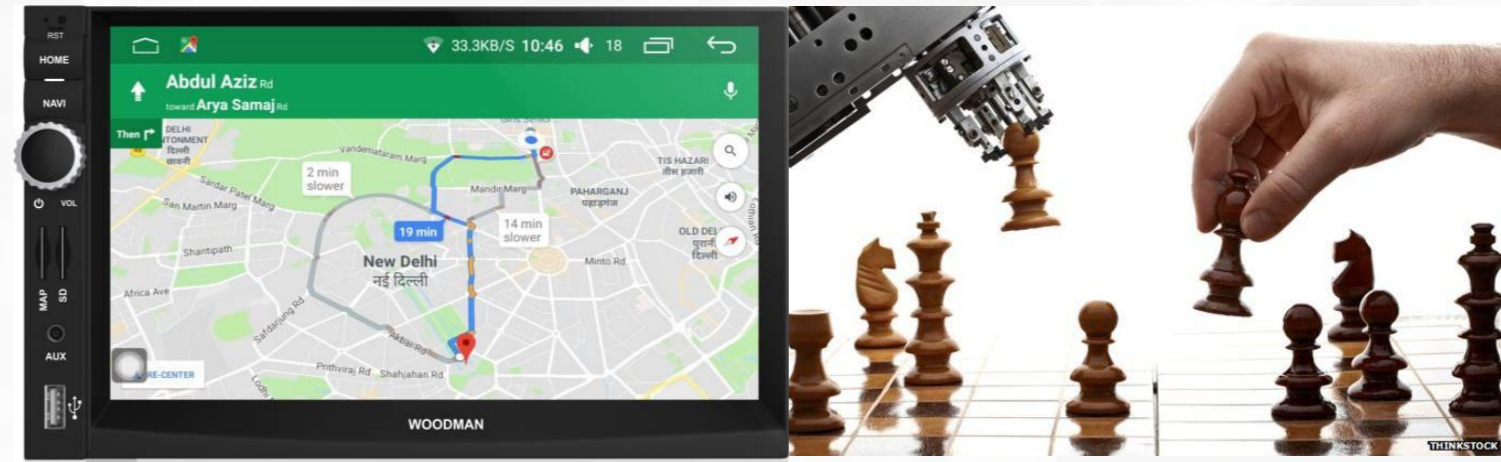 RST
HOME
NAVI
VOL
MAP
SD
AUX
33.3KB/S 10:46 18
Abdul Aziz Rd
toward Arya Samaj Rd
Then
DELHI
दिल्ली
छावनी
Vandemataram Marg
TIS HAZARI
तीस हजारी
2 min
slower
Sardar Patel Marg
San Martin Marg
Mandir Marg
PAHARGANJ
पहाड़गंज
19 min
14 min
slower
OLD DEL
पुरानी
दिल्ली
Lothian
Shantipath
New Delhi
नई दिल्ली
Minto Rd
Africa Ave
Safdarjung Rd
Akbar Rd
Prithviraj Rd
Shahjahan Rd
RE-CENTER
WOODMAN
THINKSTOCK